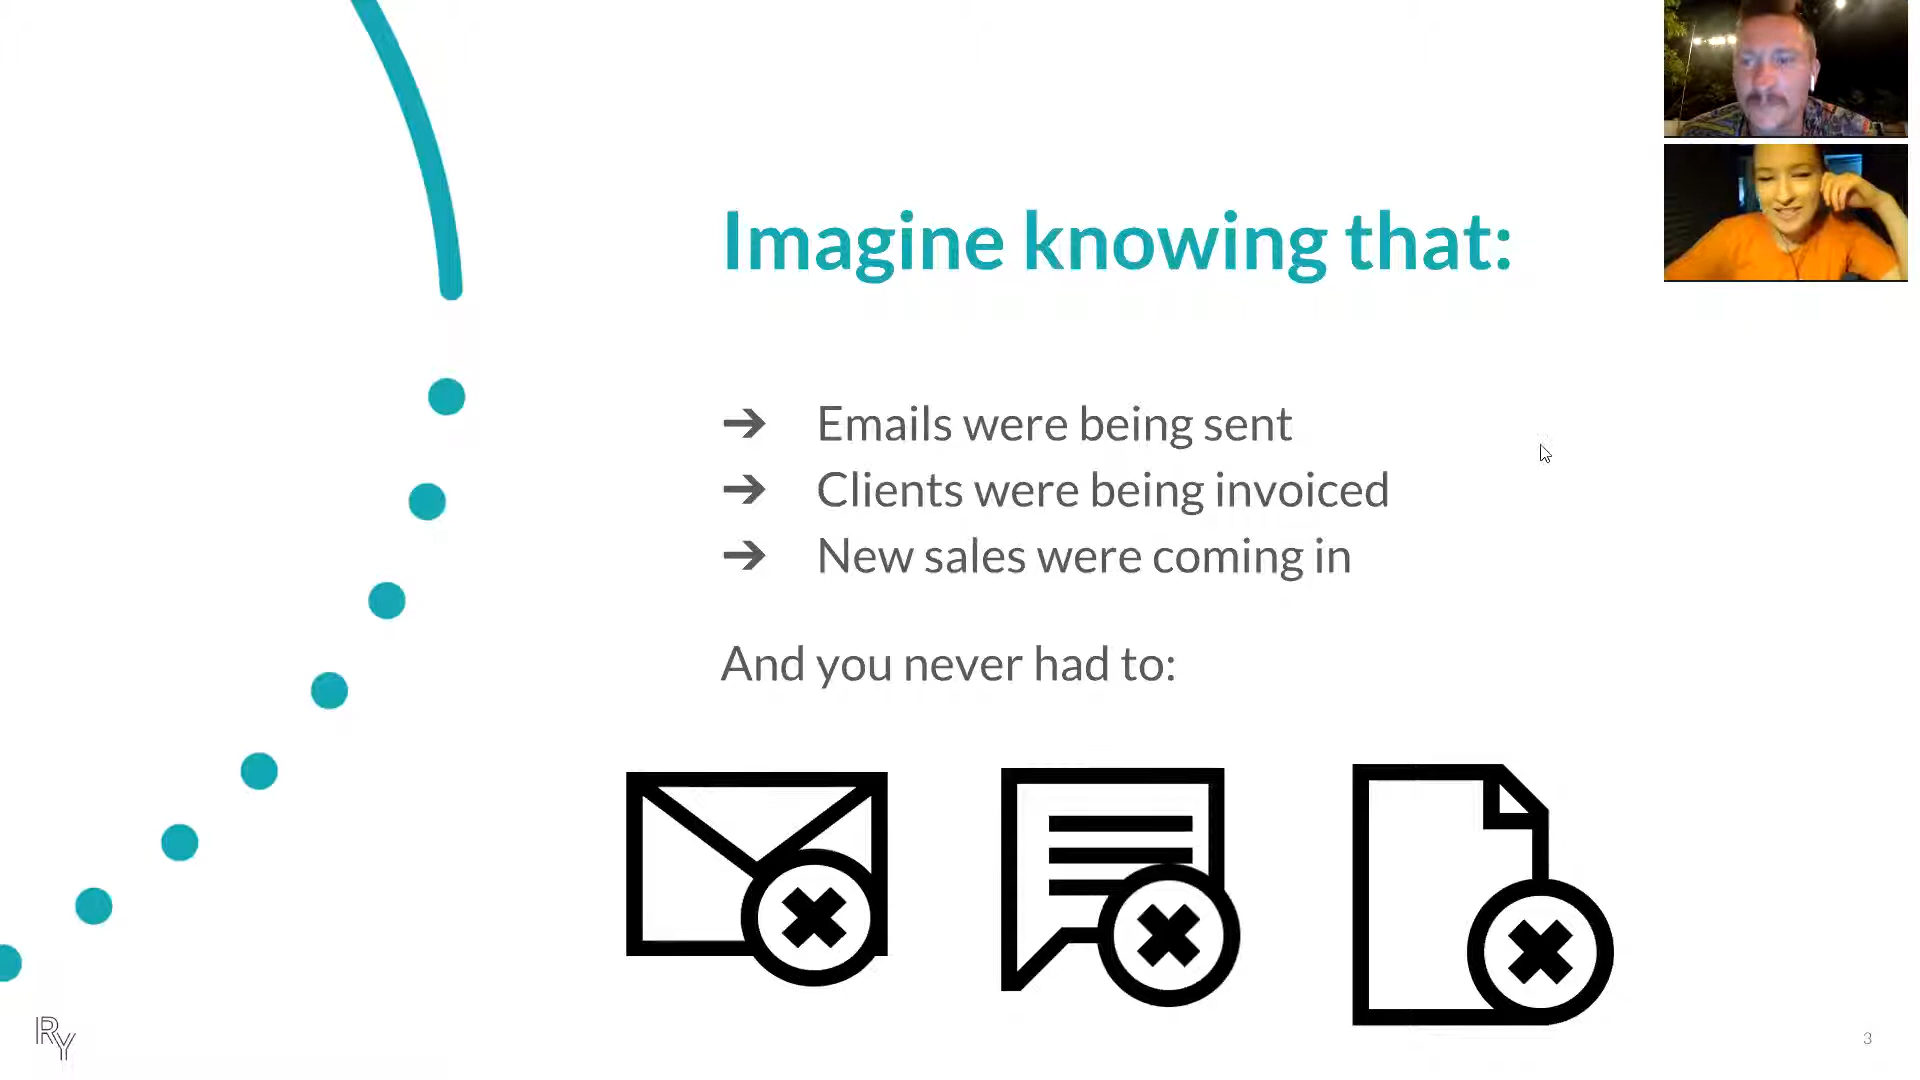 Imagine knowing that:
➔ Emails were being sent
➔ Clients were being invoiced
➔ New sales were coming in
And you never had to:
RY
3